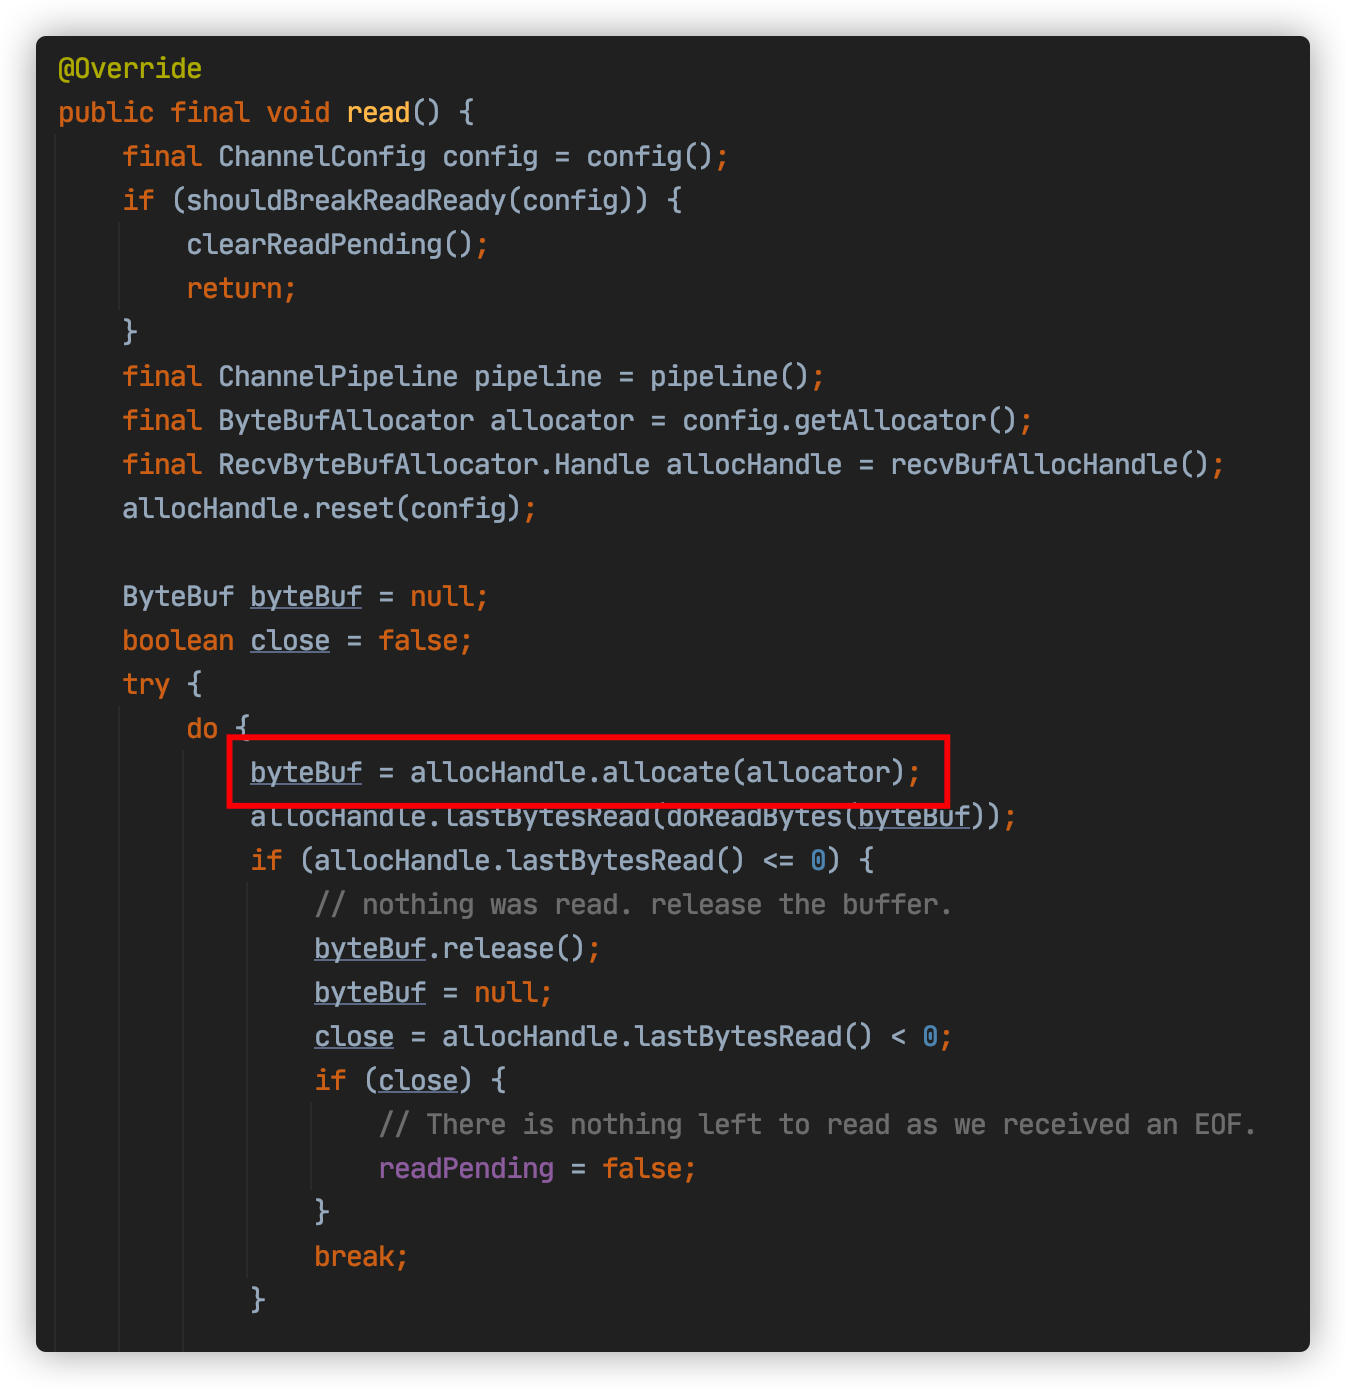 @Override
public final void read() {
    final ChannelConfig config = config();
    if (shouldBreakReadReady(config)) {
        clearReadPending();
        return;
    }
    final ChannelPipeline pipeline = pipeline();
    final ByteBufAllocator allocator = config.getAllocator();
    final RecvByteBufAllocator.Handle allocHandle = recvBufAllocHandle();
    allocHandle.reset(config);

    ByteBuf byteBuf = null;
    boolean close = false;
    try {
        do {
            byteBuf = allocHandle.allocate(allocator);
            allocHandle.lastBytesRead(doReadBytes(byteBuf));
            if (allocHandle.lastBytesRead() <= 0) {
                // nothing was read. release the buffer.
                byteBuf.release();
                byteBuf = null;
                close = allocHandle.lastBytesRead() < 0;
                if (close) {
                    // There is nothing left to read as we received an EOF.
                    readPending = false;
                }
                break;
            }